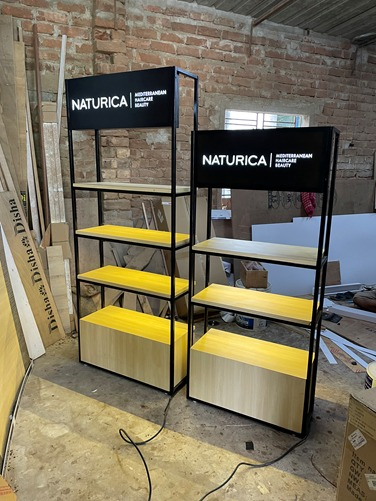 NATURICA
MEDITERRANEAN
HAIRCARE
BEAUTY
NATURICA
MEDITERRANEAN
HAIRCARE
BEAUTY
Disha
Disha
Disha